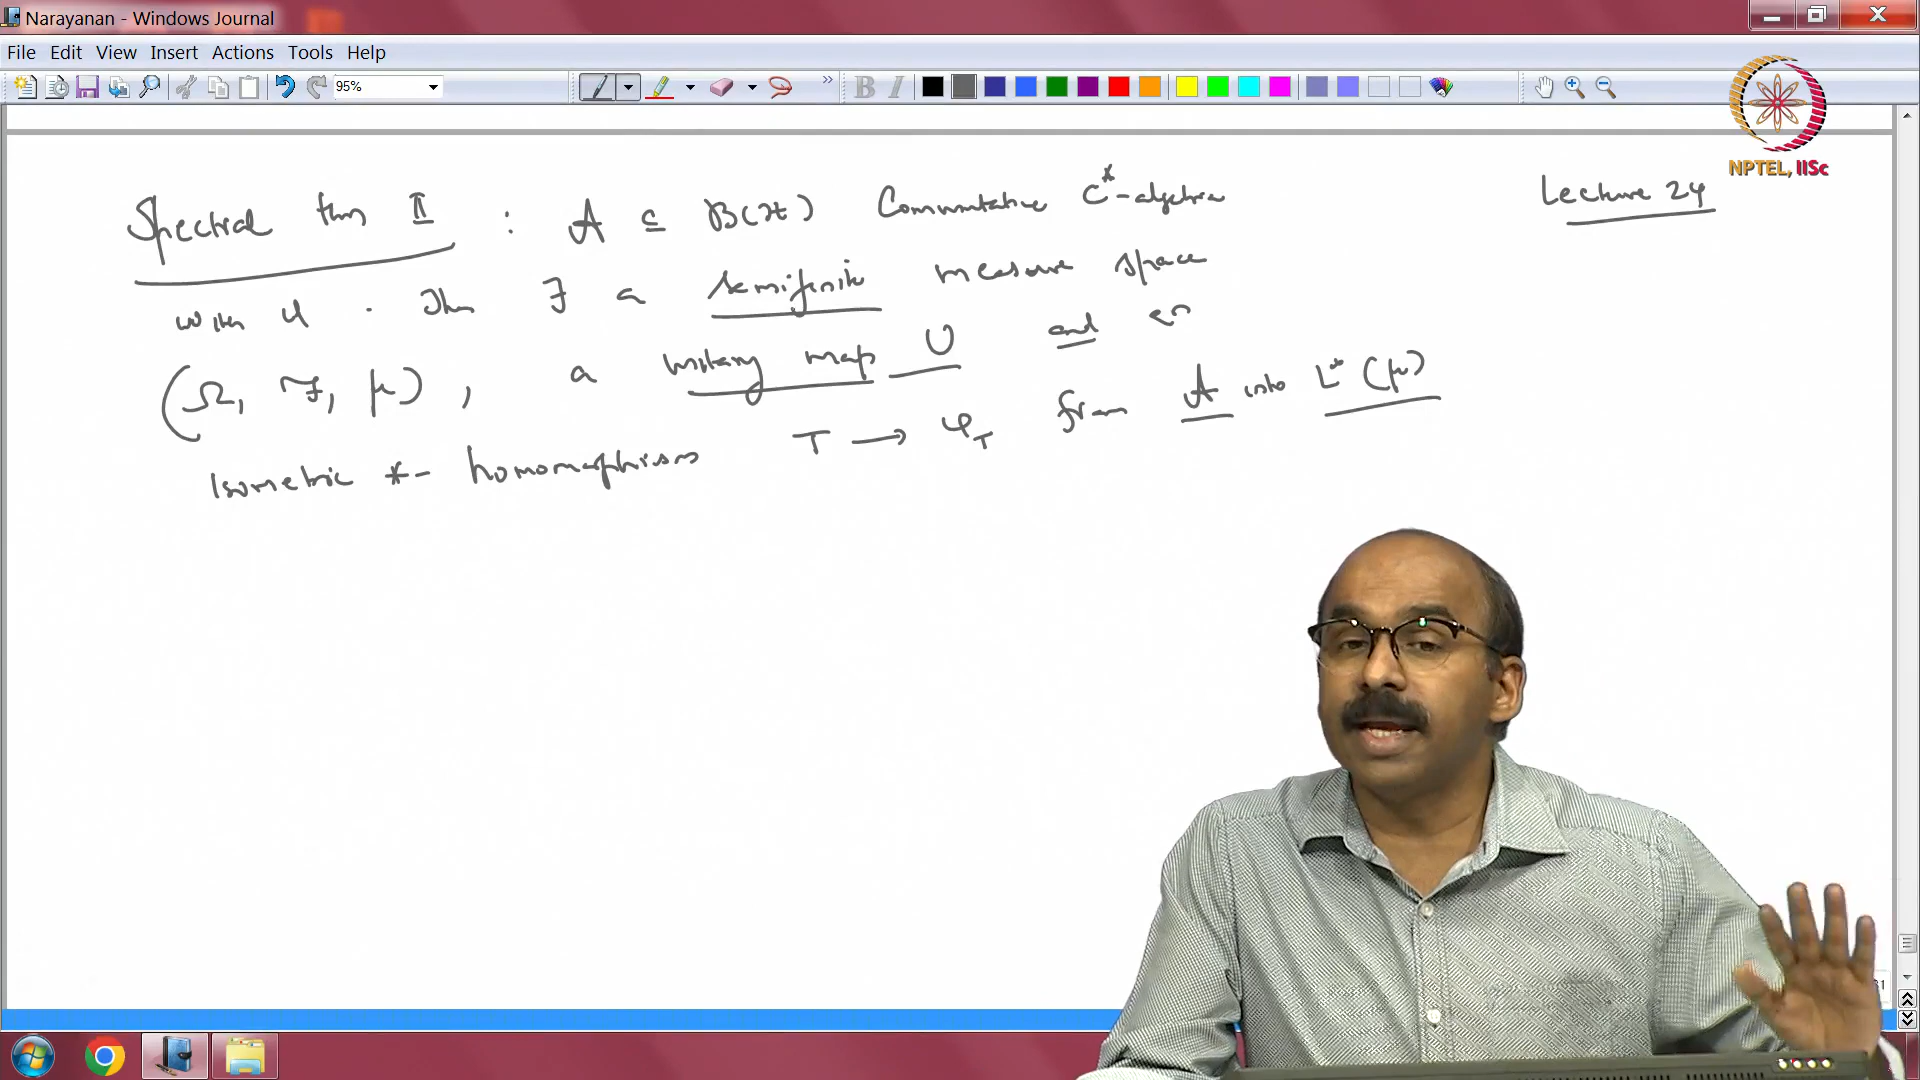 Narayanan - Windows Journal
File Edit View Insert Actions Tools Help
95%
B I
NPTEL, IISc
Lecture 24
Spectral thm II : A ⊆ B(H) Commutative C*-algebra
with 1. Then ∃ a semifinite measure space
(Ω, F, μ), a unitary map U and an
isometric *-homomorphism T → φ_T from A into L^∞(μ)